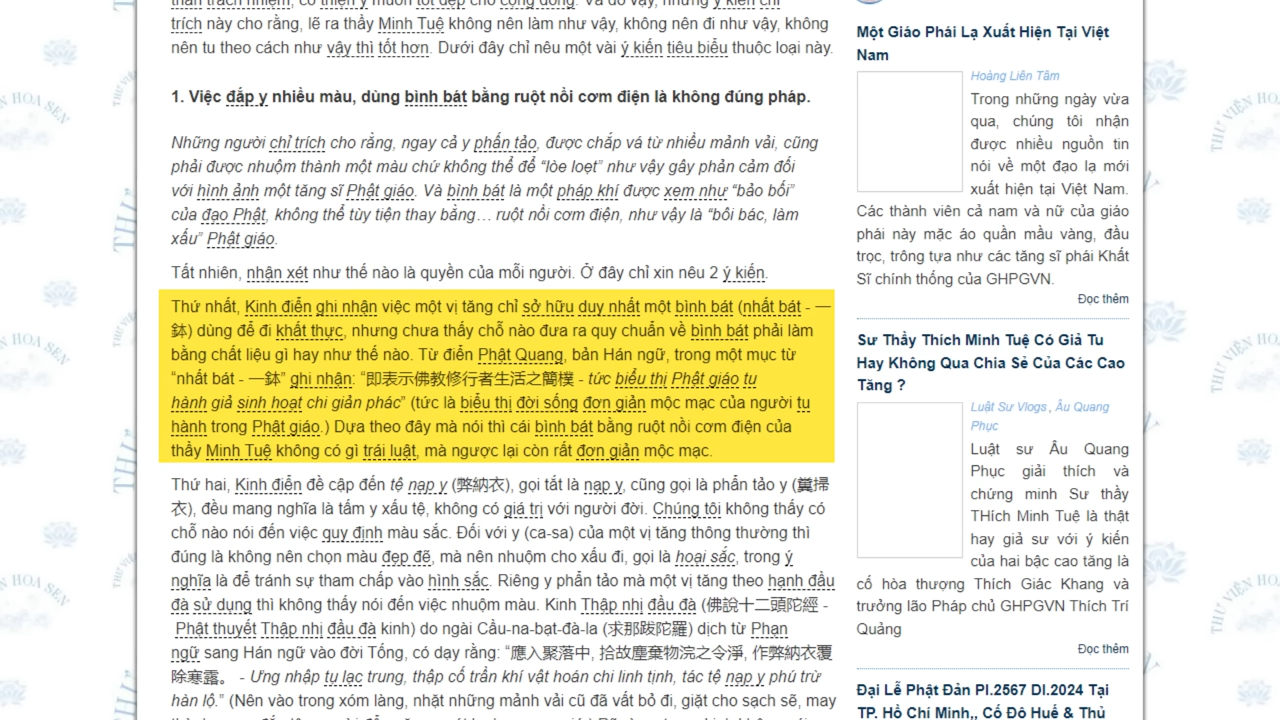 thần trách nhiệm, có thiện ý muốn tốt đẹp cho cộng đồng. Và do vậy, những ý kiến chỉ
trích này cho rằng, lẽ ra thầy Minh Tuệ không nên làm như vậy, không nên đi như vậy, không
nên tu theo cách như vậy thì tốt hơn. Dưới đây chỉ nêu một vài ý kiến tiêu biểu thuộc loại này.
1. Việc đắp y nhiều màu, dùng bình bát bằng ruột nồi cơm điện là không đúng pháp.
Những người chỉ trích cho rằng, ngay cả y phấn tảo, được chắp vá từ nhiều mảnh vải, cũng
phải được nhuộm thành một màu chứ không thể để “lòe loẹt” như vậy gây phản cảm đối
với hình ảnh một tăng sĩ Phật giáo. Và bình bát là một pháp khí được xem như “bảo bối”
của đạo Phật, không thể tùy tiện thay bằng… ruột nồi cơm điện, như vậy là “bôi bác, làm
xấu” Phật giáo.
Tất nhiên, nhận xét như thế nào là quyền của mỗi người. Ở đây chỉ xin nêu 2 ý kiến.
Thứ nhất, Kinh điển ghi nhận việc một vị tăng chỉ sở hữu duy nhất một bình bát (nhất bát - 一
鉢) dùng để đi khất thực, nhưng chưa thấy chỗ nào đưa ra quy chuẩn về bình bát phải làm
bằng chất liệu gì hay như thế nào. Từ điển Phật Quang, bản Hán ngữ, trong một mục từ
“nhất bát - 一鉢” ghi nhận: “即表示佛教修行者生活之簡樸 - tức biểu thị Phật giáo tu
hành giả sinh hoạt chi giản phác” (tức là biểu thị đời sống đơn giản mộc mạc của người tu
hành trong Phật giáo.) Dựa theo đây mà nói thì cái bình bát bằng ruột nồi cơm điện của
thầy Minh Tuệ không có gì trái luật, mà ngược lại còn rất đơn giản mộc mạc.
Thứ hai, Kinh điển đề cập đến tệ nạp y (弊納衣), gọi tắt là nạp y, cũng gọi là phấn tảo y (糞掃
衣), đều mang nghĩa là tấm y xấu tệ, không có giá trị với người đời. Chúng tôi không thấy có
chỗ nào nói đến việc quy định màu sắc. Đối với y (ca-sa) của một vị tăng thông thường thì
đúng là không nên chọn màu đẹp đẽ, mà nên nhuộm cho xấu đi, gọi là hoại sắc, trong ý
nghĩa là để tránh sự tham chấp vào hình sắc. Riêng y phấn tảo mà một vị tăng theo hạnh đầu
đà sử dụng thì không thấy nói đến việc nhuộm màu. Kinh Thập nhị đầu đà (佛說十二頭陀經 -
Phật thuyết Thập nhị đầu đà kinh) do ngài Cầu-na-bạt-đà-la (求那跋陀羅) dịch từ Phạn
ngữ sang Hán ngữ vào đời Tống, có dạy rằng: “應入聚落中, 拾故塵棄物浣之令淨, 作弊納衣覆
除寒露。 - Ưng nhập tụ lạc trung, thập cố trần khí vật hoán chi linh tịnh, tác tệ nạp y phú trừ
hàn lộ.” (Nên vào trong xóm làng, nhặt những mảnh vải cũ đã vất bỏ đi, giặt cho sạch sẽ, may
Một Giáo Phái Lạ Xuất Hiện Tại Việt
Nam
Hoàng Liên Tâm
Trong những ngày vừa
qua, chúng tôi nhận
được nhiều nguồn tin
nói về một đạo lạ mới
xuất hiện tại Việt Nam.
Các thành viên cả nam và nữ của giáo
phái này mặc áo quần mầu vàng, đầu
trọc, trông tựa như các tăng sĩ phái Khất
Sĩ chính thống của GHPGVN.
Đọc thêm
Sư Thầy Thích Minh Tuệ Có Giả Tu
Hay Không Qua Chia Sẻ Của Các Cao
Tăng ?
Luật Sư Vlogs, Âu Quang
Phục
Luật sư Âu Quang
Phục giải thích và
chứng minh Sư thầy
THích Minh Tuệ là thật
hay giả sư với ý kiến
của hai bậc cao tăng là
cố hòa thượng Thích Giác Khang và
trưởng lão Pháp chủ GHPGVN Thích Trí
Quảng
Đọc thêm
Đại Lễ Phật Đản Pl.2567 Dl.2024 Tại
TP. Hồ Chí Minh,, Cố Đô Huế & Thủ